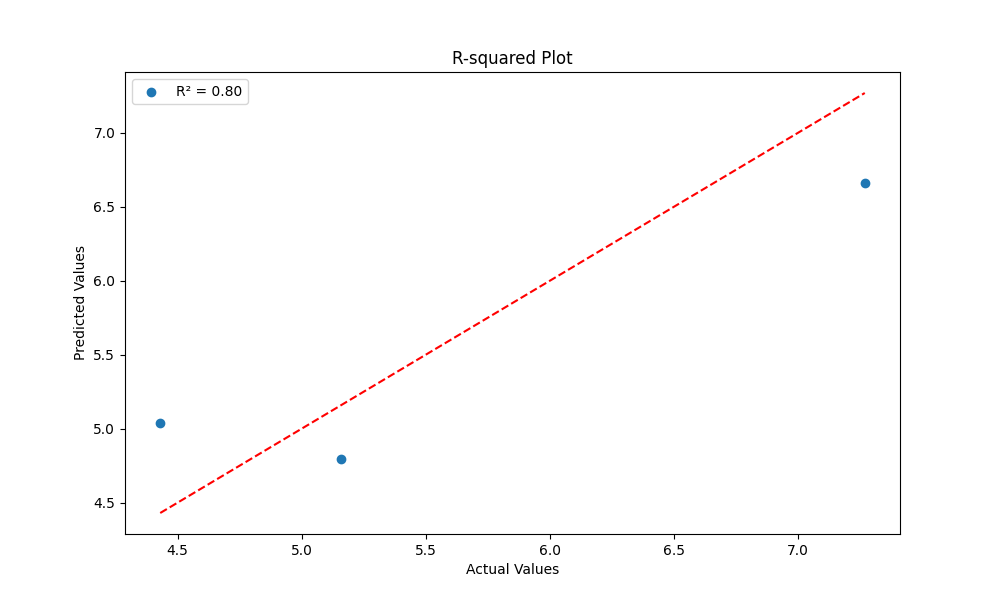 R-squared Plot
R² = 0.80
Predicted Values
7.0
6.5
6.0
5.5
5.0
4.5
4.5 5.0 5.5 6.0 6.5 7.0
Actual Values